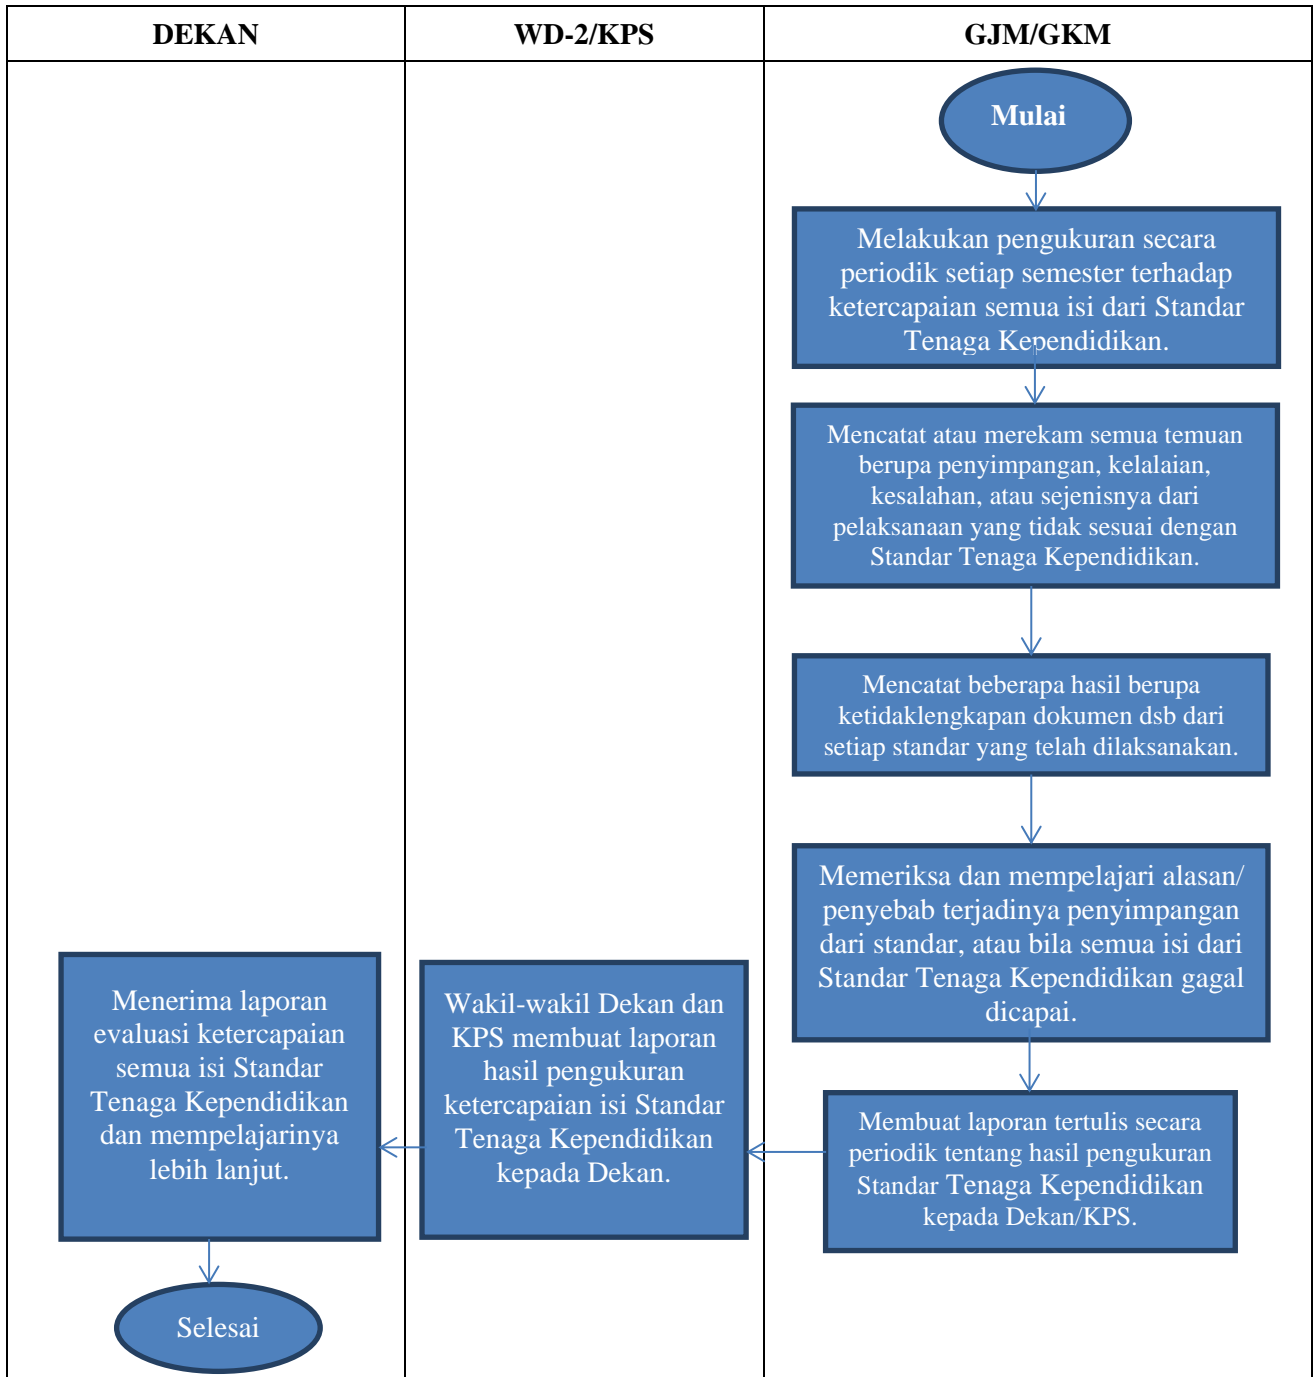 DEKAN
WD-2/KPS
GJM/GKM
Mulai
Melakukan pengukuran secara
periodik setiap semester terhadap
ketercapaian semua isi dari Standar
Tenaga Kependidikan.
Mencatat atau merekam semua temuan
berupa penyimpangan, kelalaian,
kesalahan, atau sejenisnya dari
pelaksanaan yang tidak sesuai dengan
Standar Tenaga Kependidikan.
Mencatat beberapa hasil berupa
ketidaklengkapan dokumen dsb dari
setiap standar yang telah dilaksanakan.
Memeriksa dan mempelajari alasan/
penyebab terjadinya penyimpangan
dari standar, atau bila semua isi dari
Standar Tenaga Kependidikan gagal
dicapai.
Membuat laporan tertulis secara
periodik tentang hasil pengukuran
Standar Tenaga Kependidikan
kepada Dekan/KPS.
Wakil-wakil Dekan dan
KPS membuat laporan
hasil pengukuran
ketercapaian isi Standar
Tenaga Kependidikan
kepada Dekan.
Menerima laporan
evaluasi ketercapaian
semua isi Standar
Tenaga Kependidikan
dan mempelajarinya
lebih lanjut.
Selesai